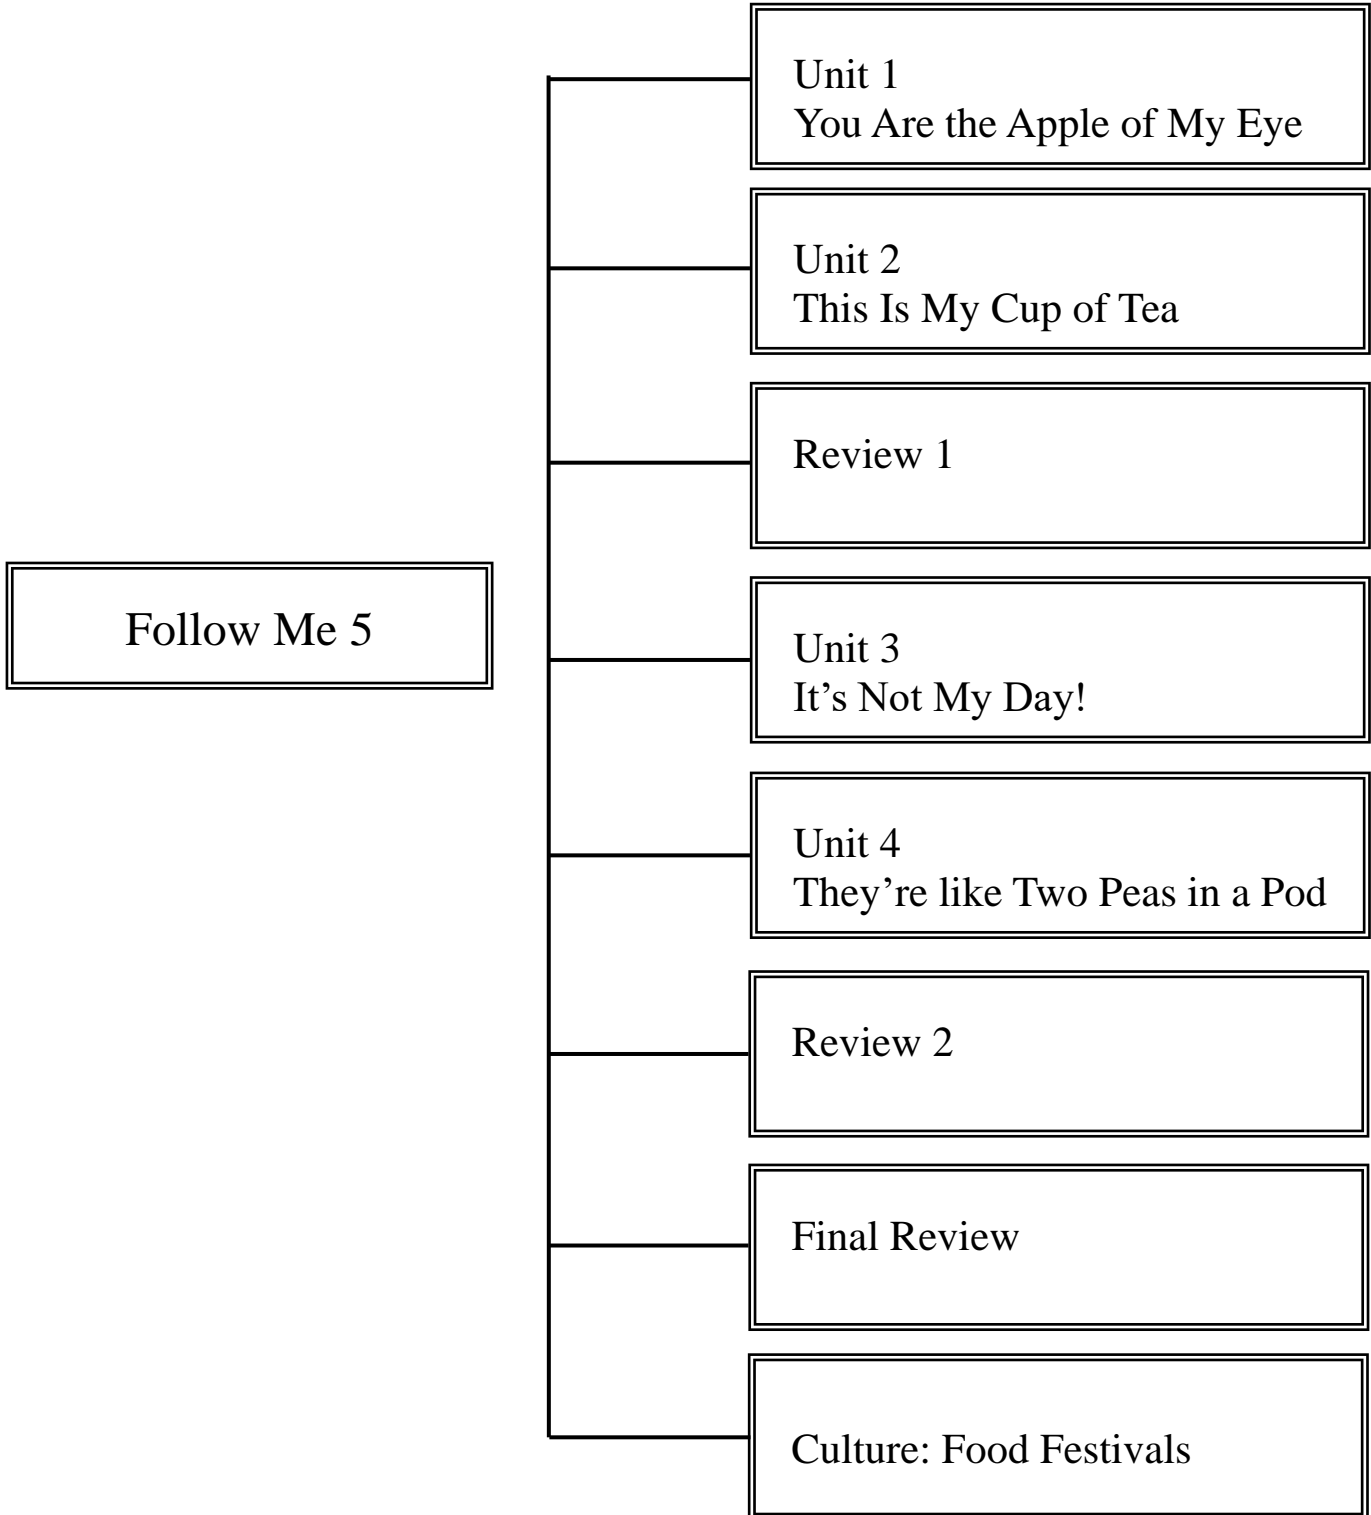 Follow Me 5
Unit 1
You Are the Apple of My Eye
Unit 2
This Is My Cup of Tea
Review 1
Unit 3
It’s Not My Day!
Unit 4
They’re like Two Peas in a Pod
Review 2
Final Review
Culture: Food Festivals